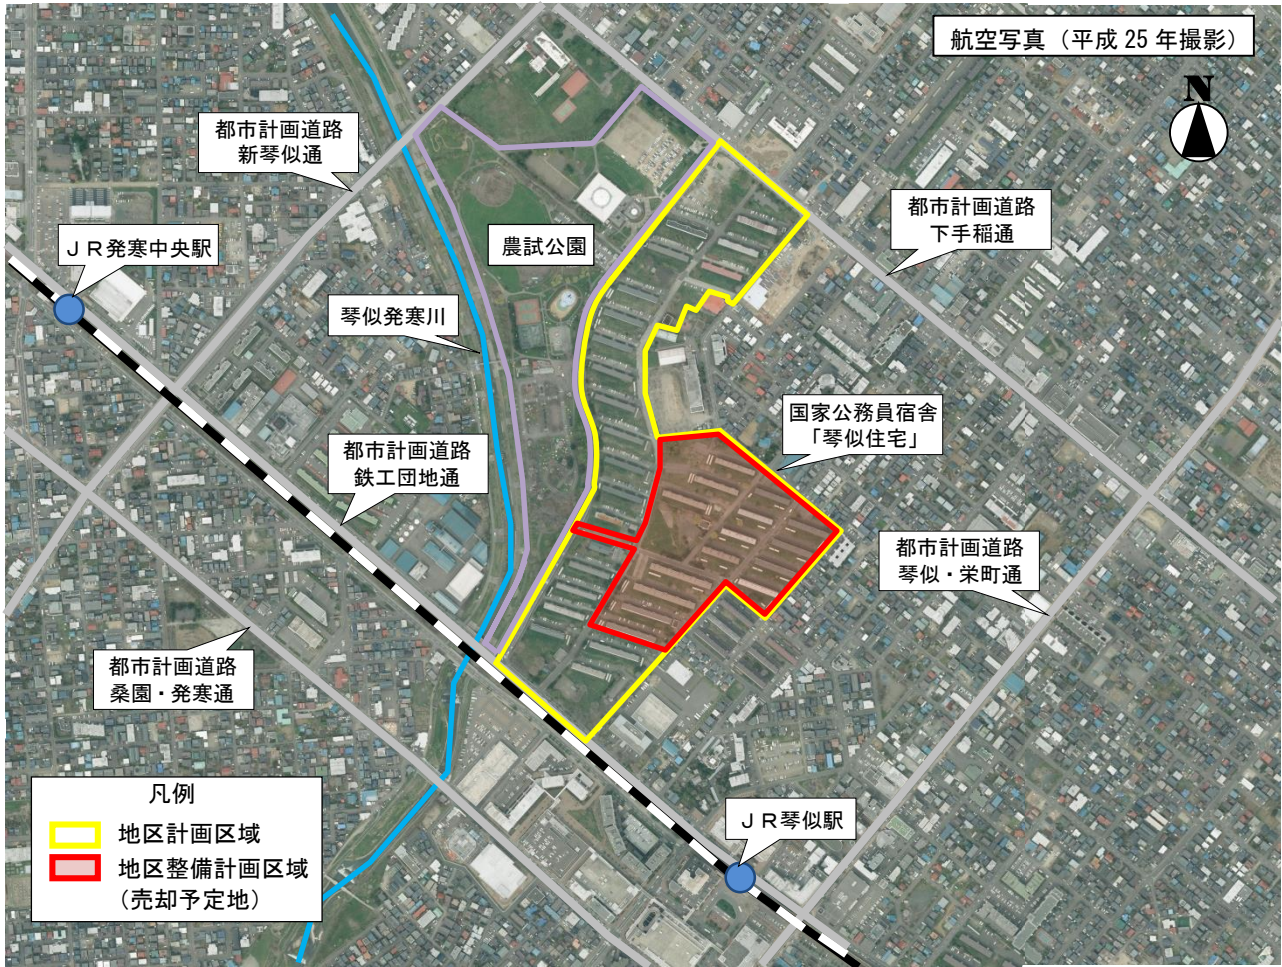 航空写真（平成 25 年撮影）
N
都市計画道路
新琴似通
都市計画道路
下手稲通
ＪＲ発寒中央駅
農試公園
琴似発寒川
国家公務員宿舎
「琴似住宅」
都市計画道路
鉄工団地通
都市計画道路
琴似・栄町通
都市計画道路
桑園・発寒通
ＪＲ琴似駅
凡例
地区計画区域
地区整備計画区域
（売却予定地）